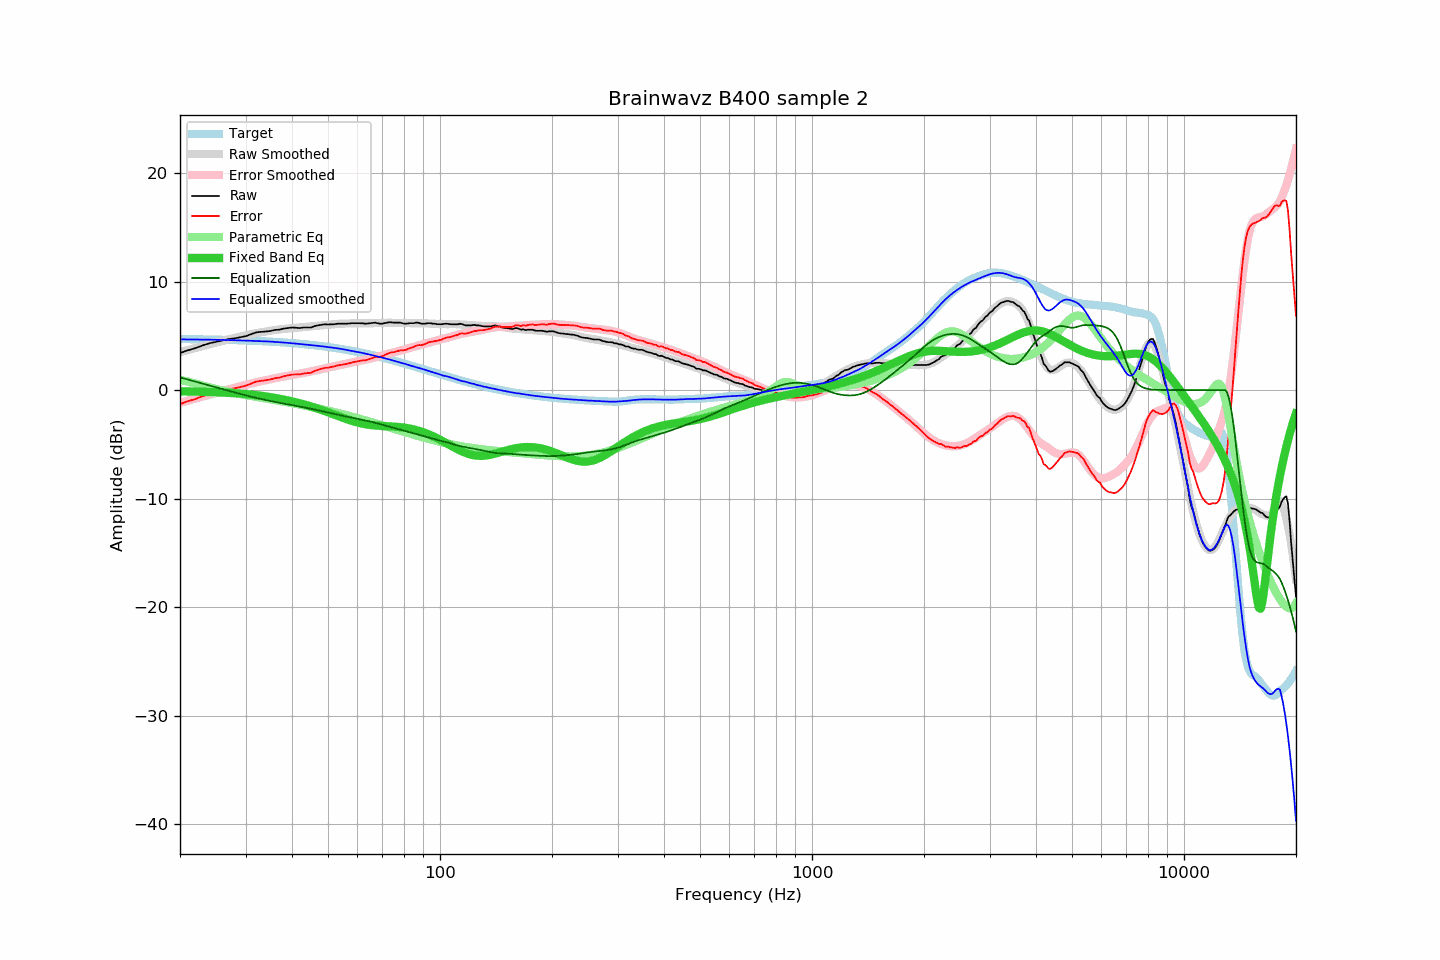 Brainwavz B400 sample 2
Target
Raw Smoothed
Error Smoothed
Raw
Error
Parametric Eq
Fixed Band Eq
Equalization
Equalized smoothed
20
10
0
−10
−20
−30
−40
Amplitude (dBr)
100 1000 10000
Frequency (Hz)